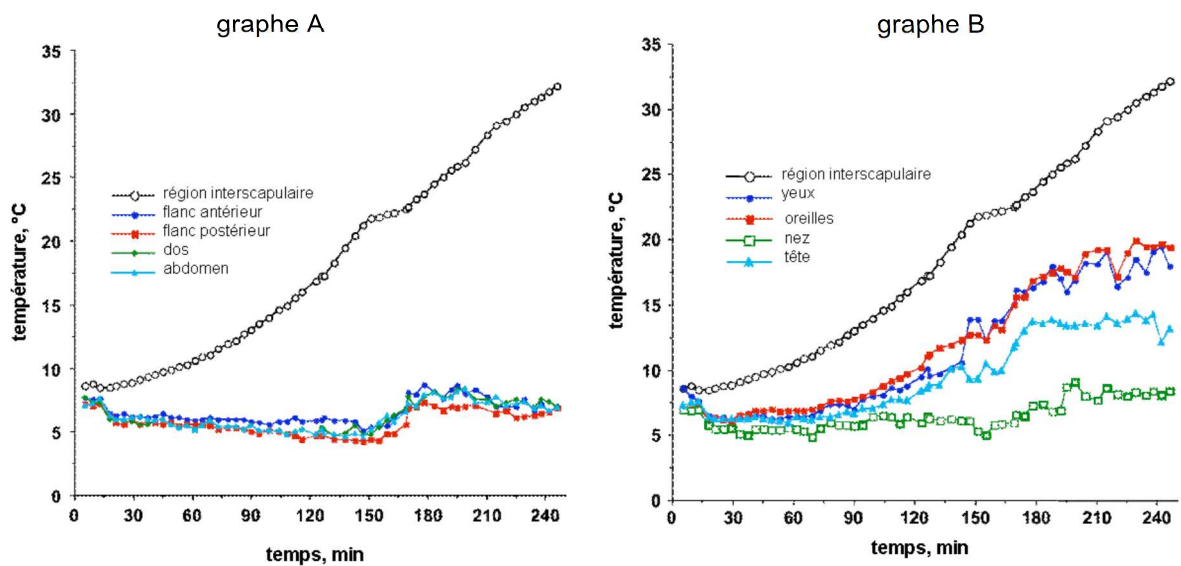 graphe A
35
30
25
20
15
10
5
0
température, °C
région interscapulaire
flanc antérieur
flanc postérieur
dos
abdomen
0 30 60 90 120 150 180 210 240
temps, min
graphe B
35
30
25
20
15
10
5
0
température, °C
région interscapulaire
yeux
oreilles
nez
tête
0 30 60 90 120 150 180 210 240
temps, min